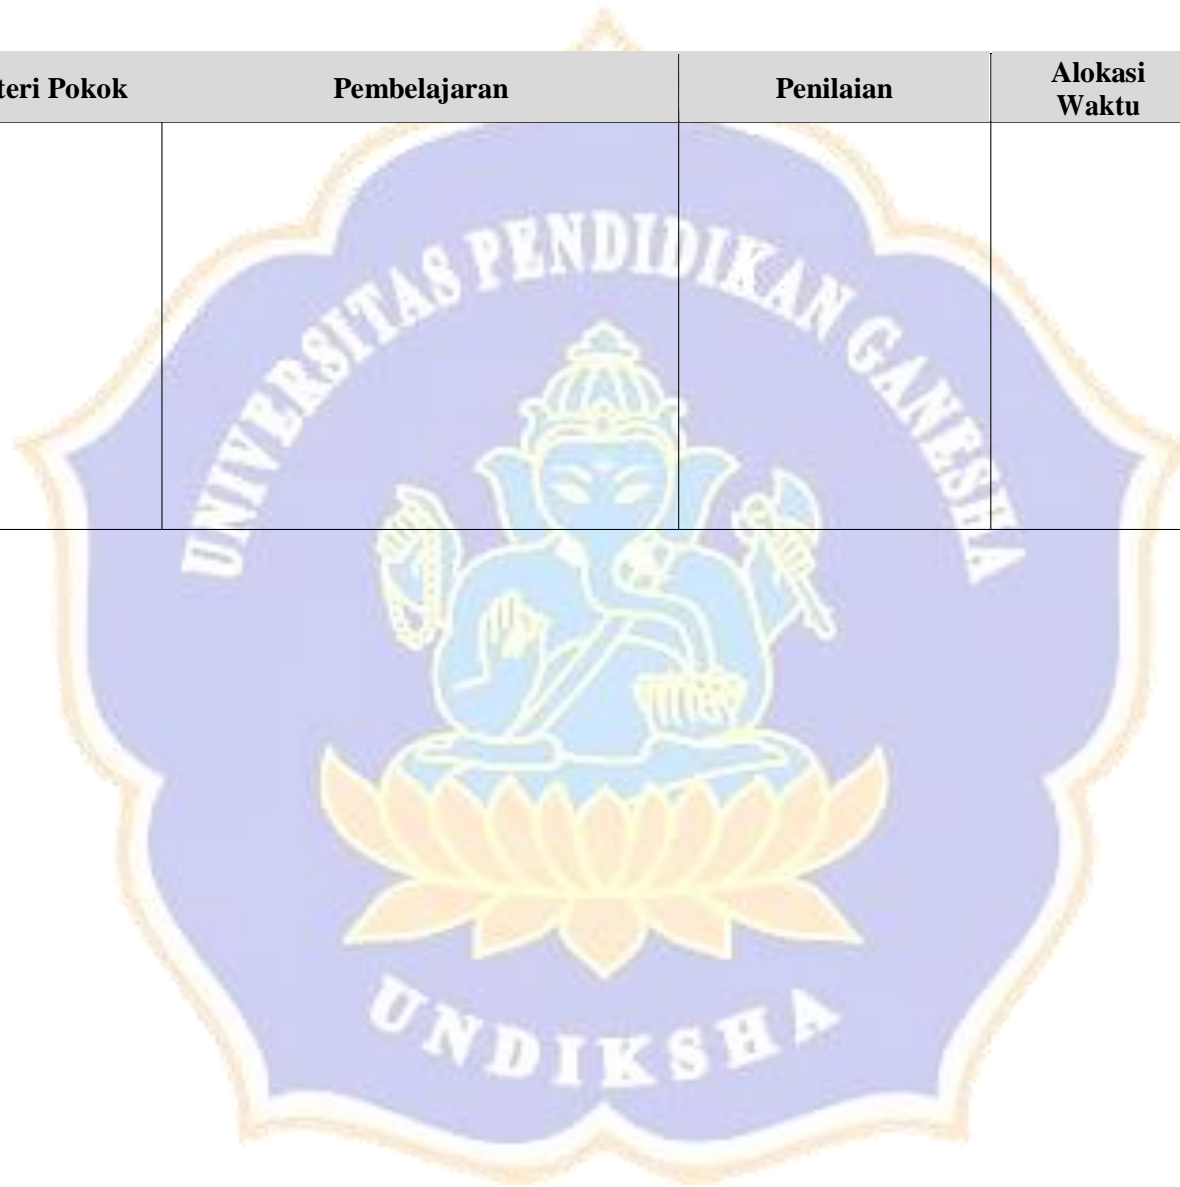 teri Pokok
Pembelajaran
Penilaian
Alokasi
Waktu
UNIVERSITAS PENDIDIKAN GANESHA
UNDIKSHA